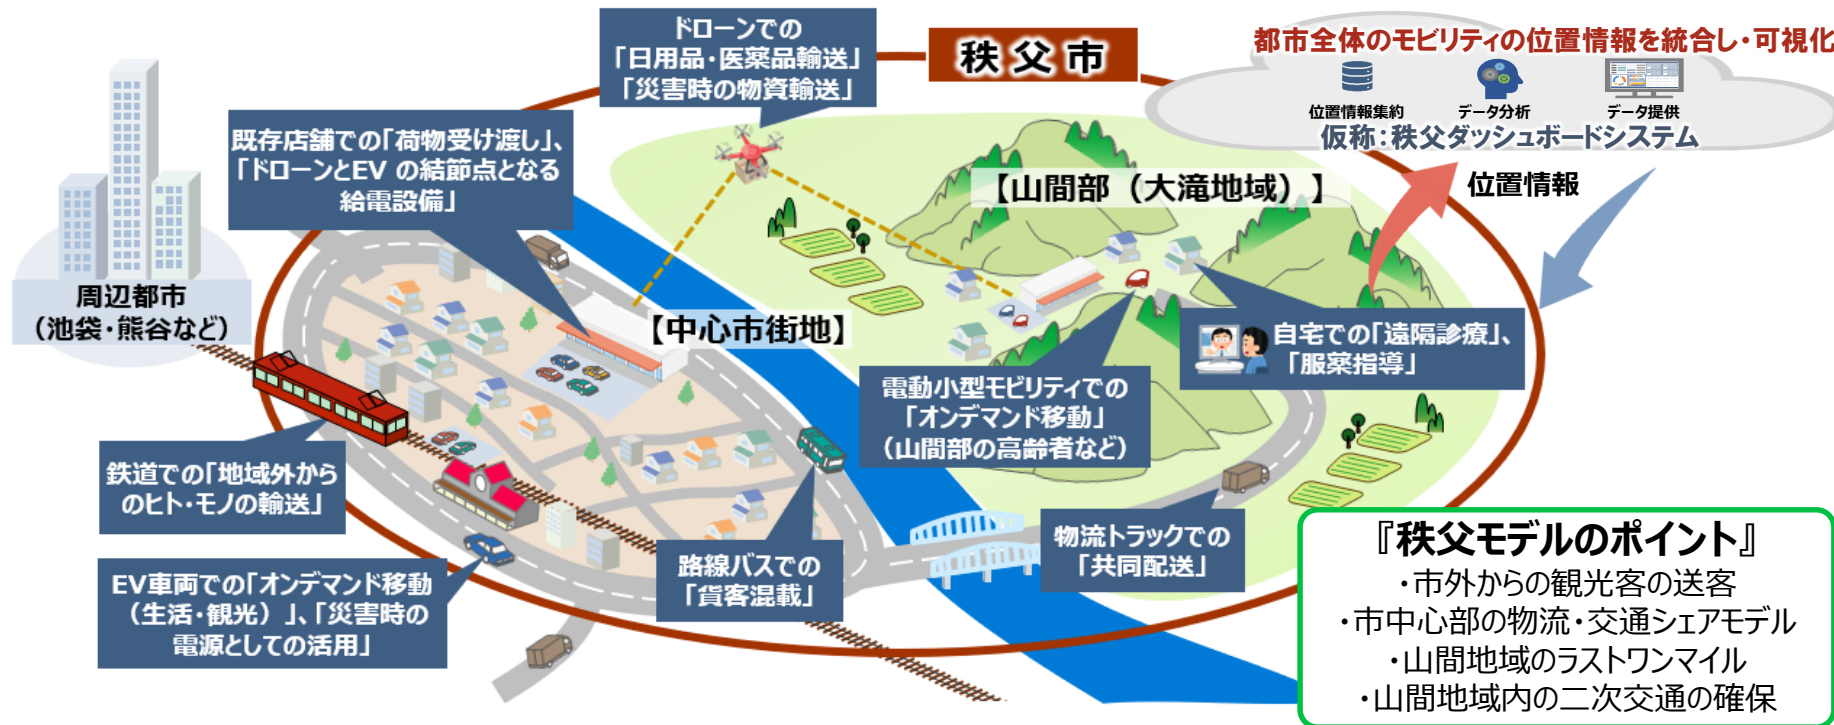 ドローンでの
「日用品・医薬品輸送」
「災害時の物資輸送」
秩父市
都市全体のモビリティの位置情報を統合し・可視化
位置情報集約
データ分析
データ提供
仮称：秩父ダッシュボードシステム
位置情報
既存店舗での「荷物受け渡し」、
「ドローンとEV の結節点となる
給電設備」
【山間部（大滝地域）】
周辺都市
（池袋・熊谷など）
【中心市街地】
自宅での「遠隔診療」、
「服薬指導」
電動小型モビリティでの
「オンデマンド移動」
（山間部の高齢者など）
鉄道での「地域外から
のヒト・モノの輸送」
EV車両での「オンデマンド移動
（生活・観光）」、「災害時の
電源としての活用」
路線バスでの
「貨客混載」
物流トラックでの
「共同配送」
『秩父モデルのポイント』
・市外からの観光客の送客
・市中心部の物流・交通シェアモデル
・山間地域のラストワンマイル
・山間地域内の二次交通の確保